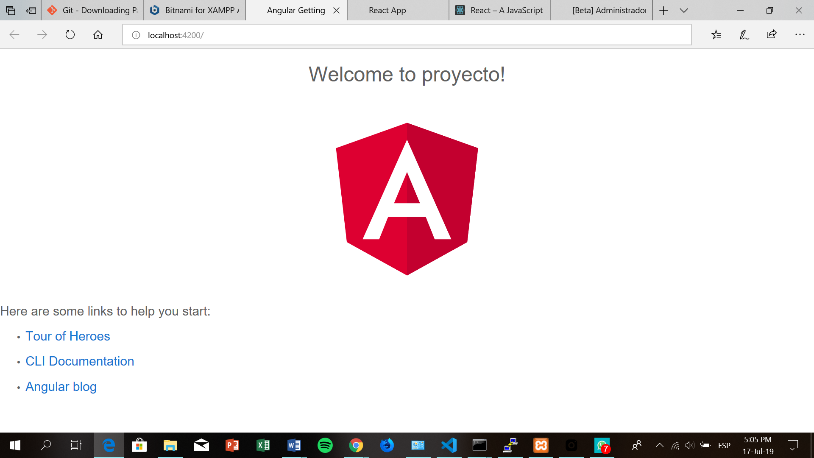 Git - Downloading P
Bitnami for XAMPP
Angular Getting
React App
React – A JavaScript
[Beta] Administrador
localhost:4200/
Welcome to proyecto!
A
Here are some links to help you start:
• Tour of Heroes
• CLI Documentation
• Angular blog
7
ESP
5:05 PM
17-Jul-19